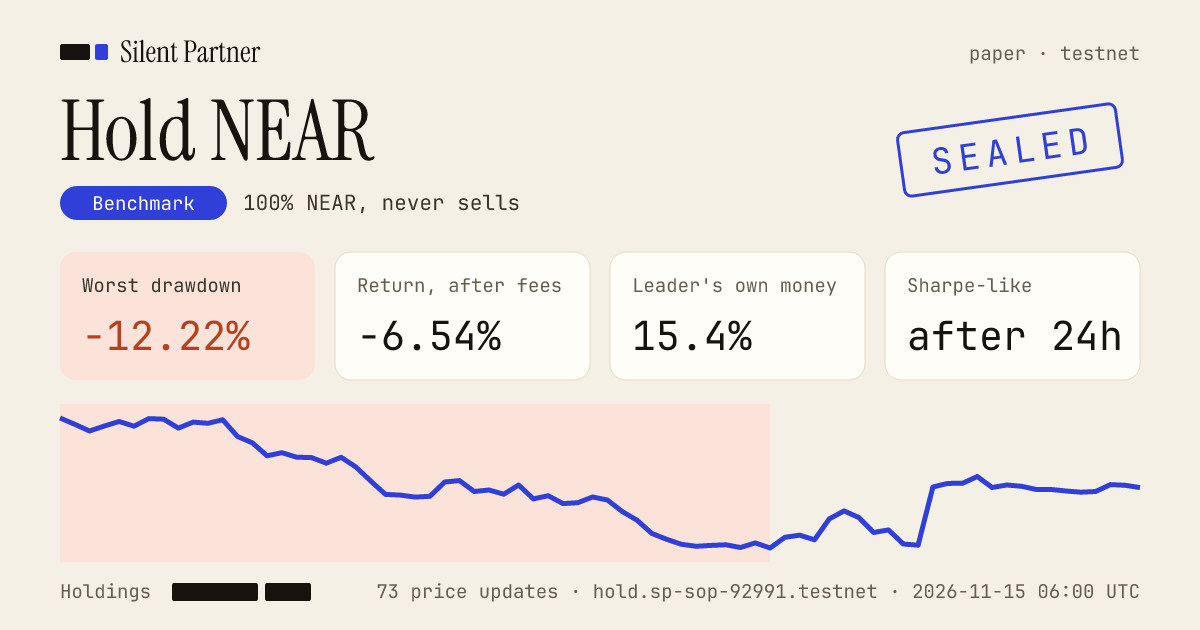 Silent Partner
paper · testnet
Hold NEAR
SEALED
Benchmark
100% NEAR, never sells
Worst drawdown
-12.22%
Return, after fees
-6.54%
Leader's own money
15.4%
Sharpe-like
after 24h
Holdings
73 price updates · hold.sp-sop-92991.testnet · 2026-11-15 06:00 UTC